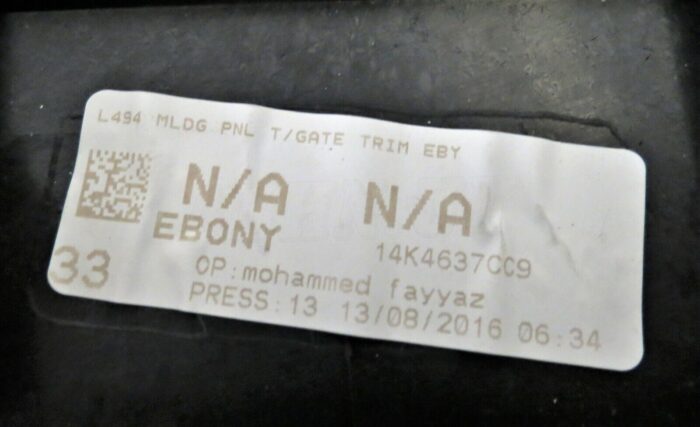 L494 MLDG PNL T/GATE TRIM EBY
N/A N/A
EBONY 14K4637CC9
33 OP:mohammed fayyaz
PRESS:13 13/08/2016 06:34